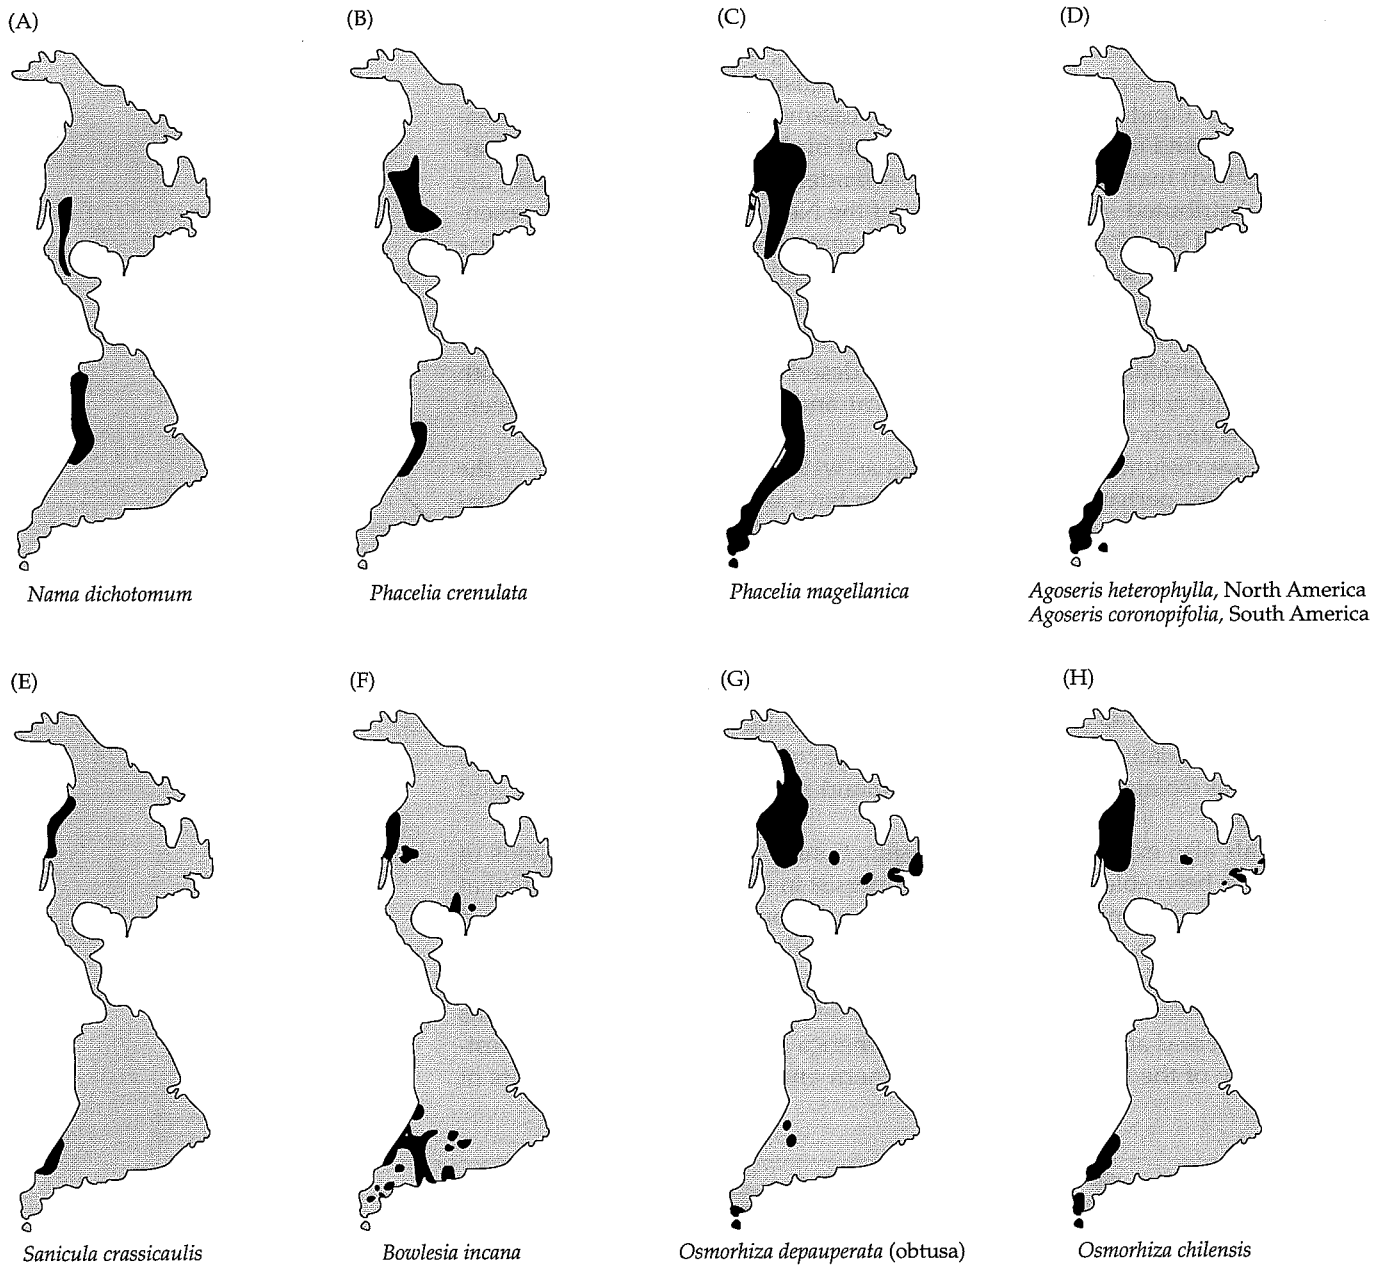 (A)
(B)
(C)
(D)
Nama dichotomum
Phacelia crenulata
Phacelia magellanica
Agoseris heterophylla, North America
Agoseris coronopifolia, South America
(E)
(F)
(G)
(H)
Sanicula crassicaulis
Bowlesia incana
Osmorhiza depauperata (obtusa)
Osmorhiza chilensis